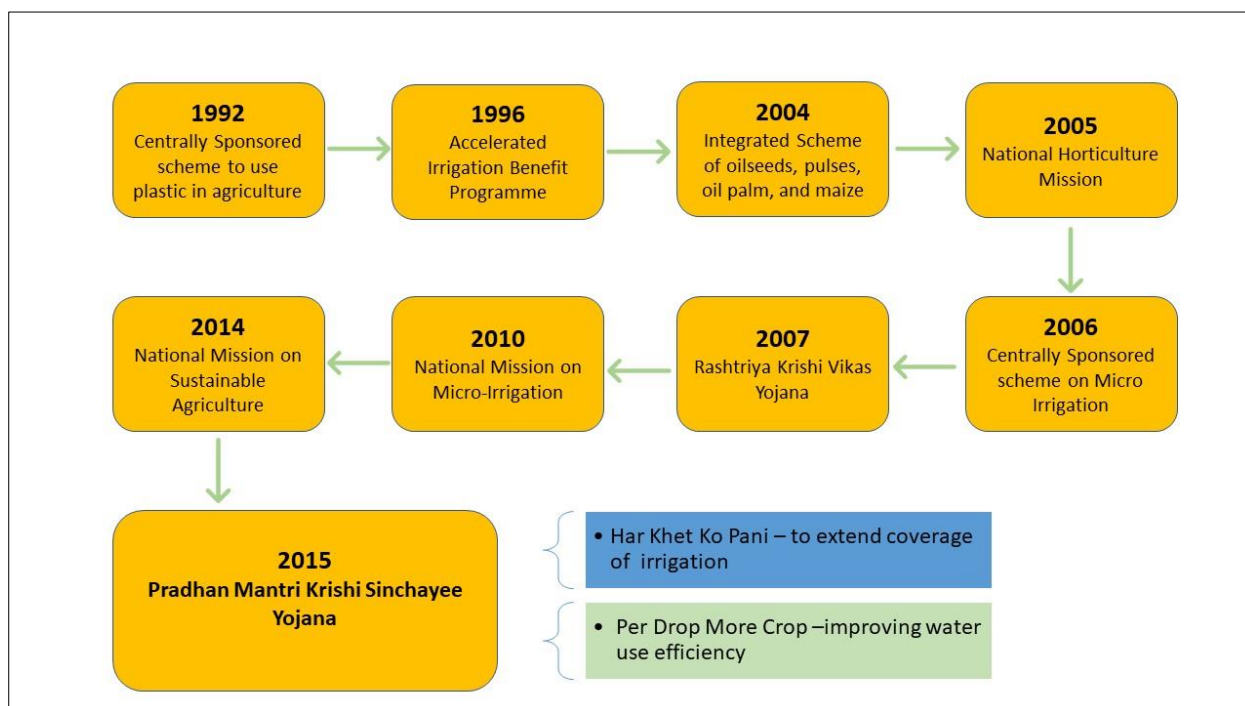 1992
Centrally Sponsored
scheme to use
plastic in agriculture
1996
Accelerated
Irrigation Benefit
Programme
2004
Integrated Scheme
of oilseeds, pulses,
oil palm, and maize
2005
National Horticulture
Mission
2006
Centrally Sponsored
scheme on Micro
Irrigation
2007
Rashtriya Krishi Vikas
Yojana
2010
National Mission on
Micro-Irrigation
2014
National Mission on
Sustainable
Agriculture
2015
Pradhan Mantri Krishi Sinchayee
Yojana
• Har Khet Ko Pani – to extend coverage
of irrigation
• Per Drop More Crop –improving water
use efficiency